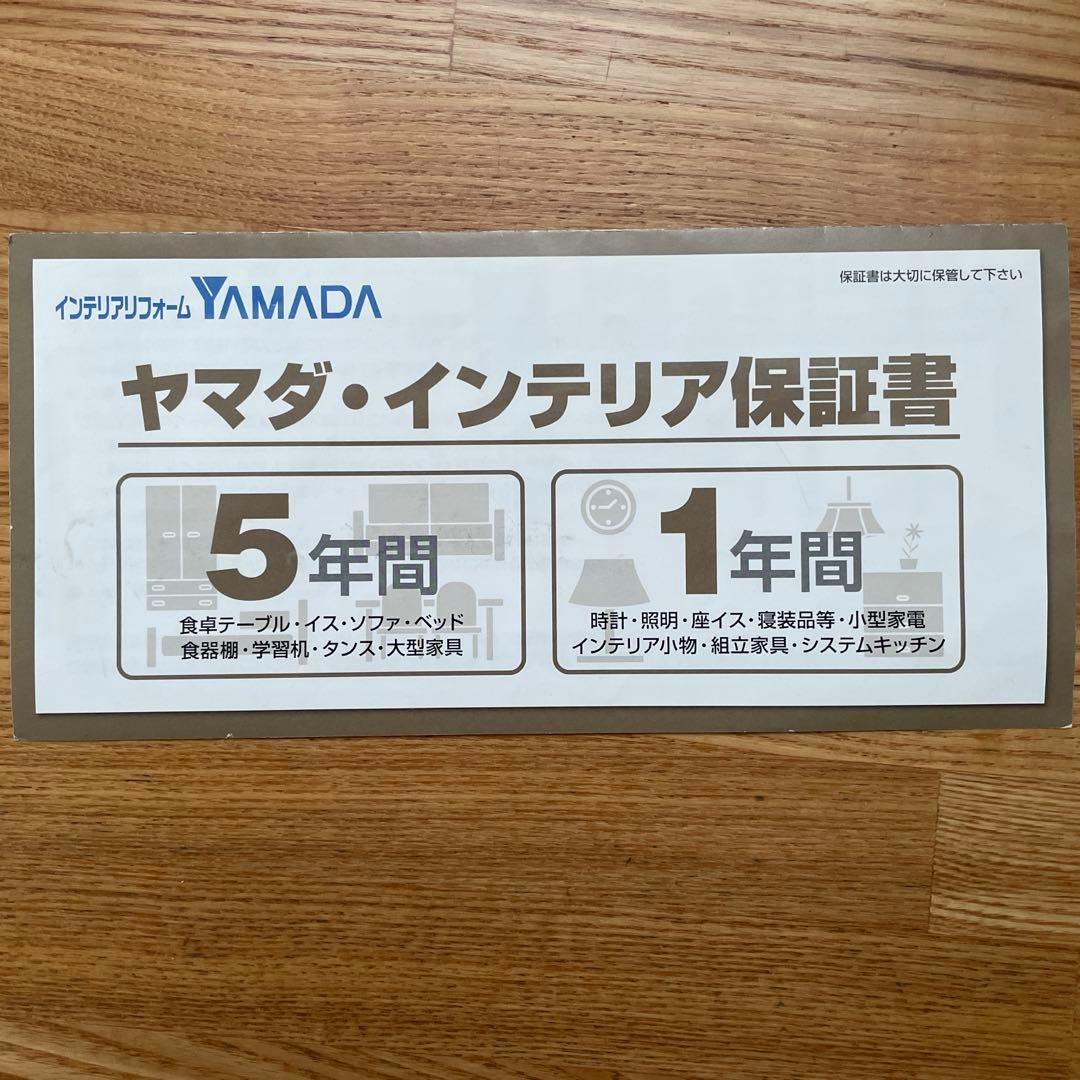 インテリアリフォーム YAMADA
保証書は大切に保管して下さい
ヤマダ・インテリア保証書
5年間
食卓テーブル・イス・ソファ・ベッド
食器棚・学習机・タンス・大型家具
1年間
時計・照明・座イス・寝装品等・小型家電
インテリア小物・組立家具・システムキッチン